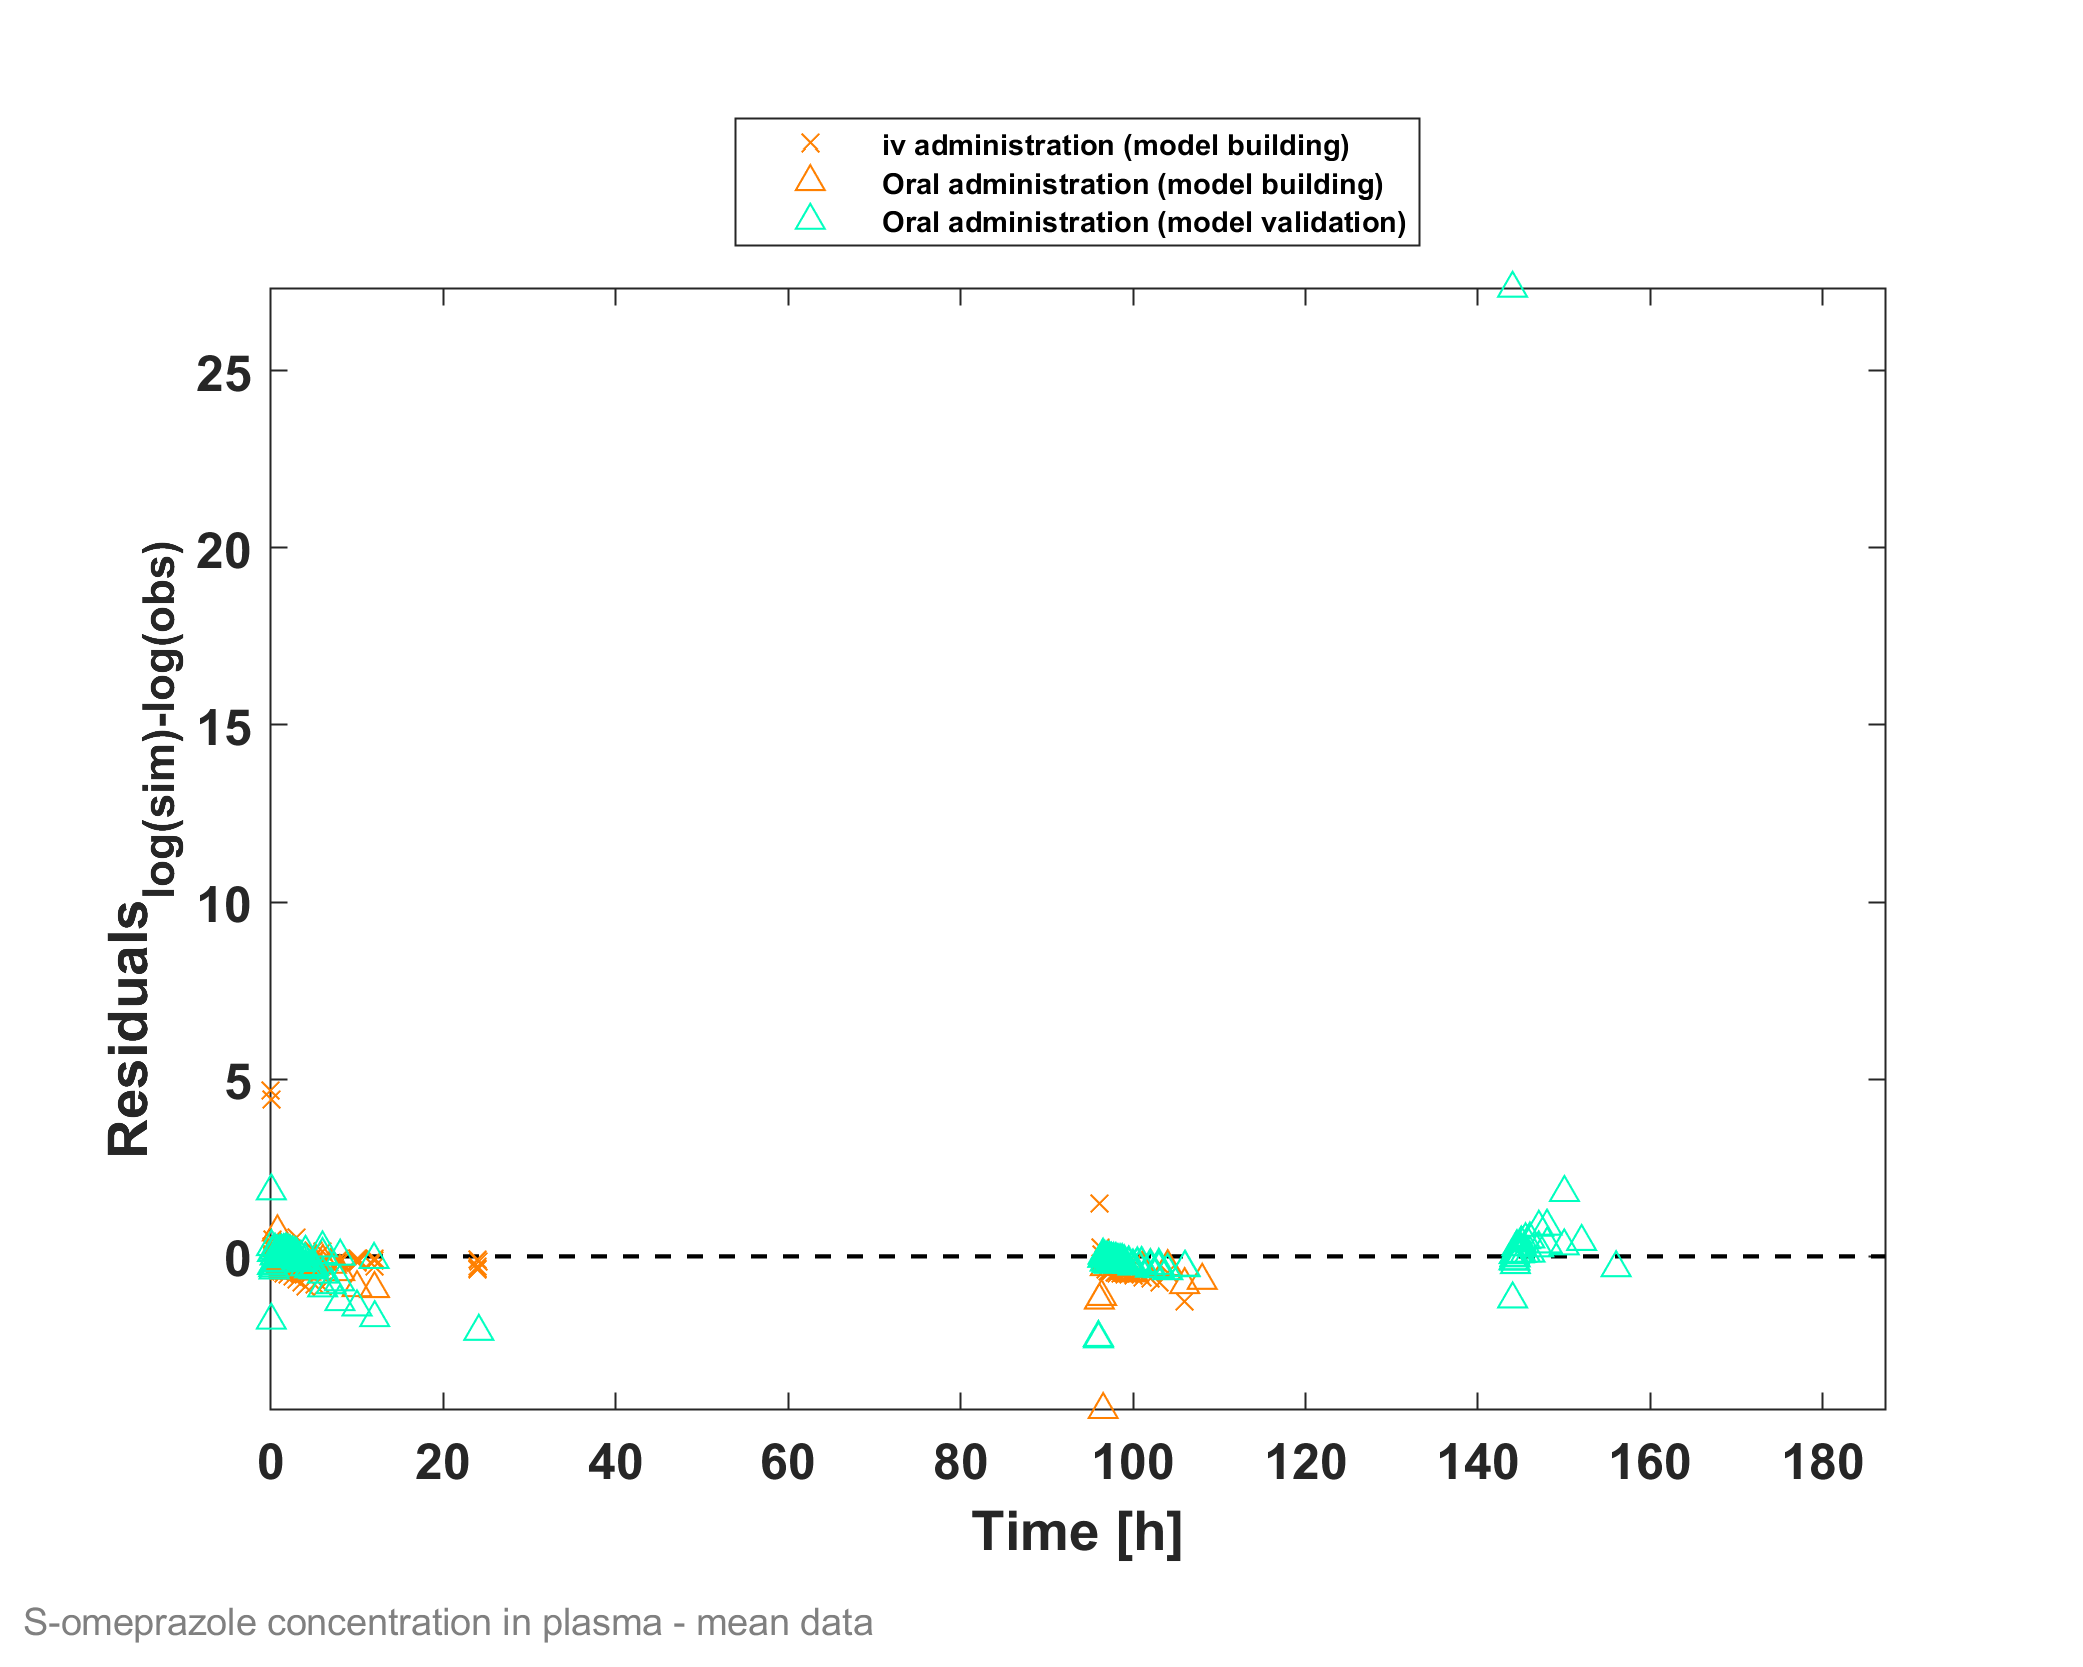 iv administration (model building)
Oral administration (model building)
Oral administration (model validation)
25
20
15
10
5
0
Residuals log(sim)-log(obs)
0 20 40 60 80 100 120 140 160 180
Time [h]
S-omeprazole concentration in plasma - mean data